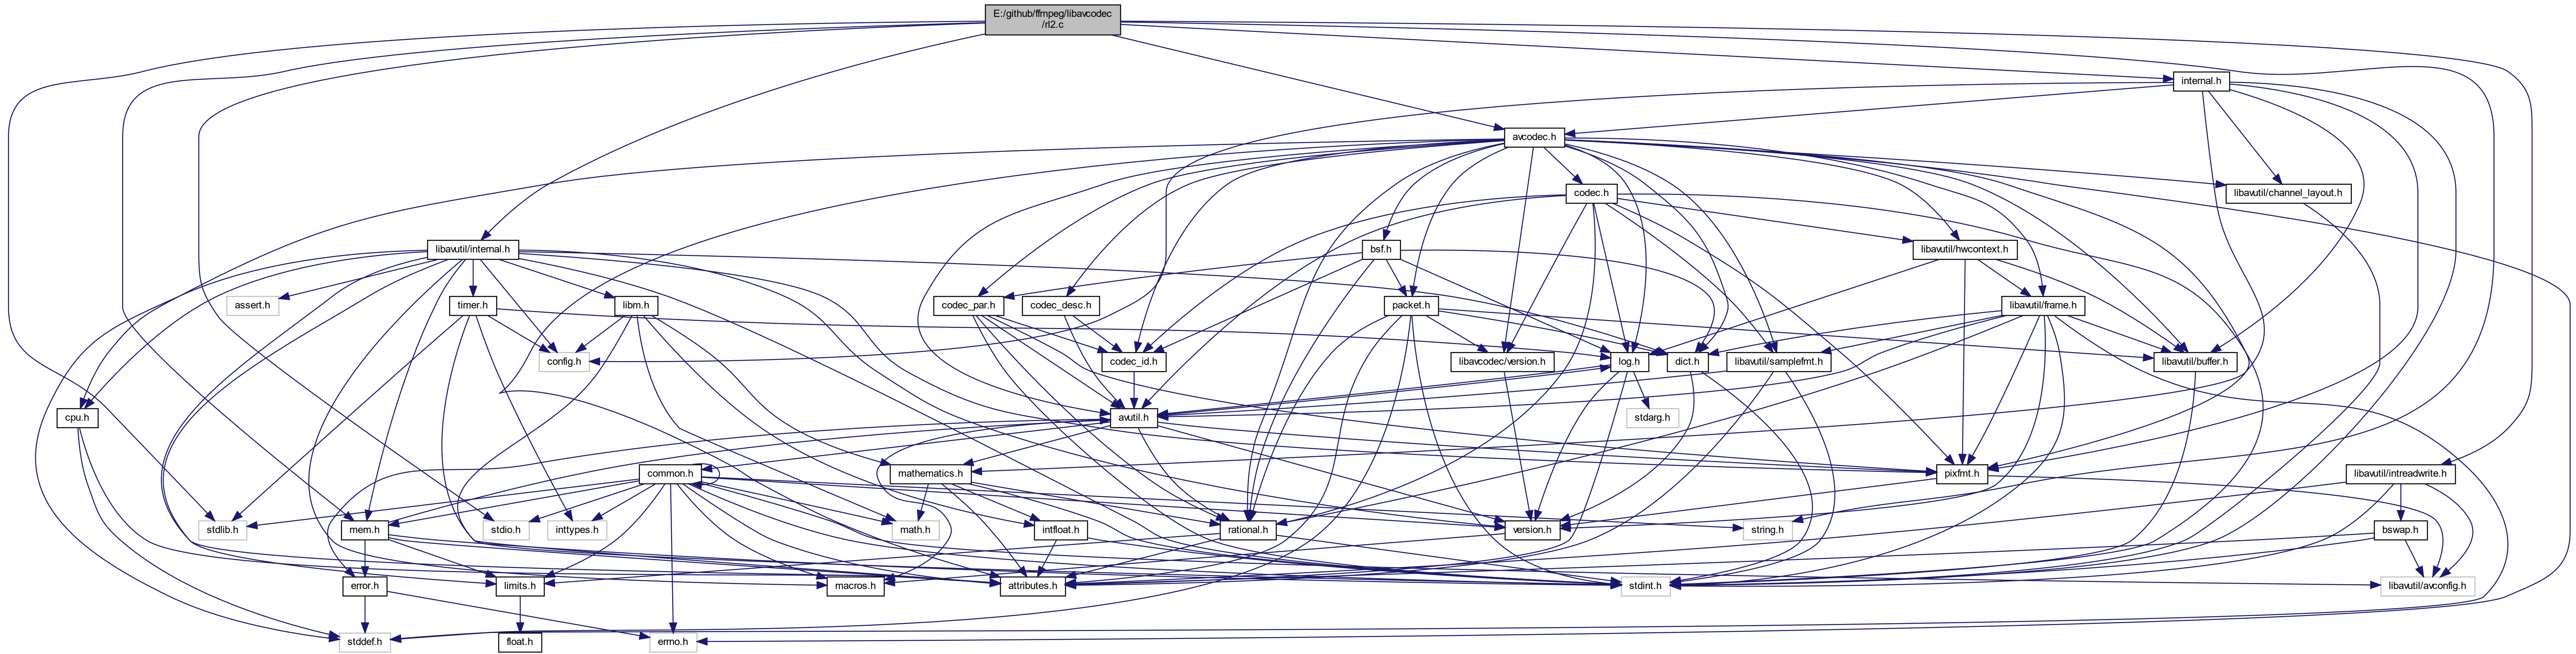 E:/github/ffmpeg/libavcodec
/rl2.c
internal.h
avcodec.h
codec.h
libavutil/channel_layout.h
libavutil/internal.h
bsf.h
libavutil/hwcontext.h
assert.h
timer.h
libm.h
codec_par.h
codec_desc.h
packet.h
libavutil/frame.h
config.h
codec_id.h
libavcodec/version.h
log.h
dict.h
libavutil/samplefmt.h
libavutil/buffer.h
cpu.h
avutil.h
stdarg.h
common.h
mathematics.h
pixfmt.h
libavutil/intreadwrite.h
stdlib.h
mem.h
stdio.h
inttypes.h
math.h
intfloat.h
rational.h
version.h
string.h
bswap.h
error.h
limits.h
macros.h
attributes.h
stdint.h
libavutil/avconfig.h
stddef.h
float.h
errno.h